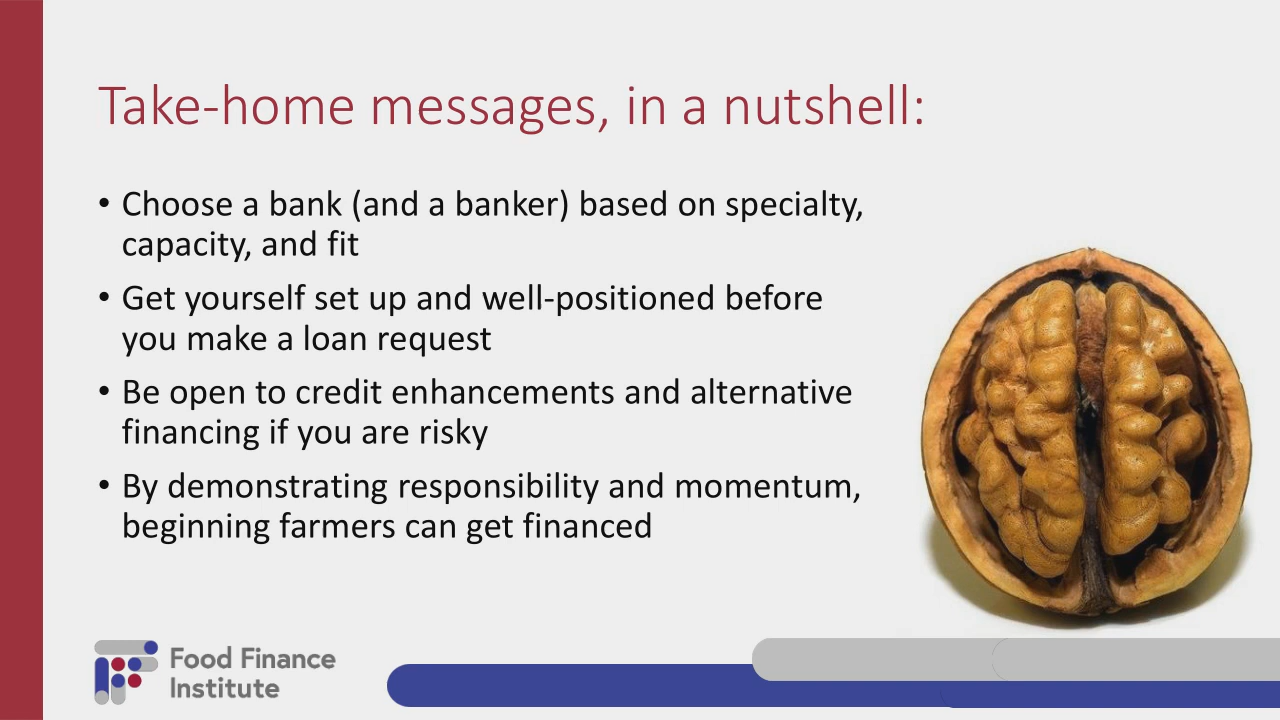 Take-home messages, in a nutshell:
• Choose a bank (and a banker) based on specialty,
capacity, and fit
• Get yourself set up and well-positioned before
you make a loan request
• Be open to credit enhancements and alternative
financing if you are risky
• By demonstrating responsibility and momentum,
beginning farmers can get financed
Food Finance
Institute